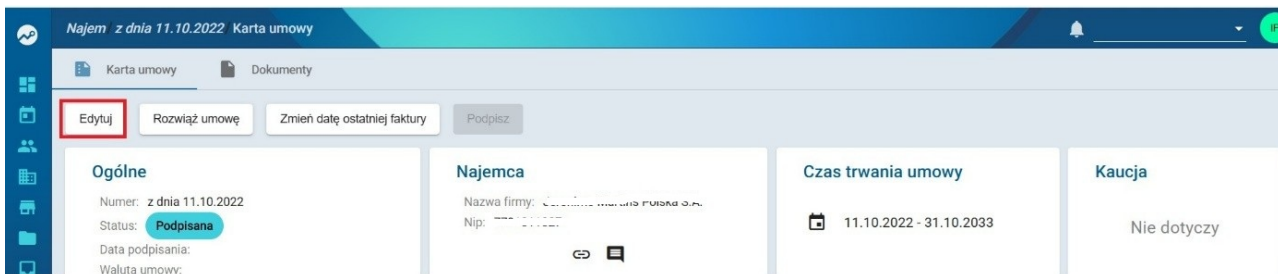 Najem / z dnia 11.10.2022 / Karta umowy
IF
Karta umowy
Dokumenty
Edytuj
Rozwiąż umowę
Zmień datę ostatniej faktury
Podpisz
Ogólne
Numer: z dnia 11.10.2022
Status: Podpisana
Data podpisania:
Waluta umowy:
Najemca
Nazwa firmy:
Nip:
Czas trwania umowy
11.10.2022 - 31.10.2033
Kaucja
Nie dotyczy